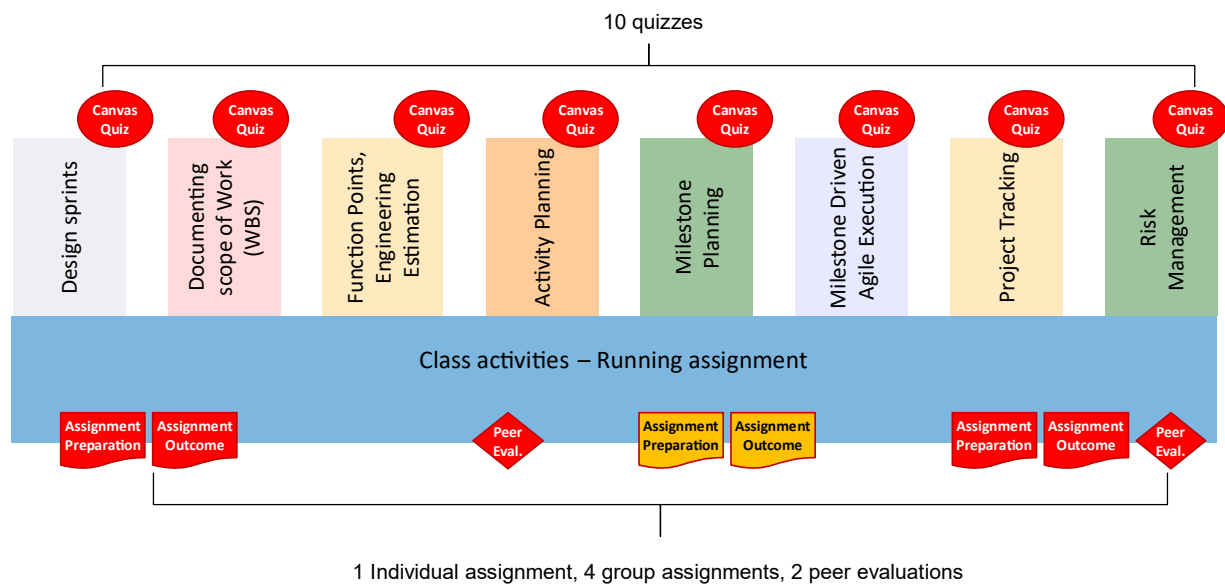 10 quizzes
Canvas
Quiz
Canvas
Quiz
Canvas
Quiz
Canvas
Quiz
Canvas
Quiz
Canvas
Quiz
Canvas
Quiz
Canvas
Quiz
Design sprints
Documenting
scope of Work
(WBS)
Function Points,
Engineering
Estimation
Activity Planning
Milestone
Planning
Milestone Driven
Agile Execution
Project Tracking
Risk
Management
Class activities – Running assignment
Assignment
Preparation
Assignment
Outcome
Peer
Eval.
Assignment
Preparation
Assignment
Outcome
Assignment
Preparation
Assignment
Outcome
Peer
Eval.
1 Individual assignment, 4 group assignments, 2 peer evaluations